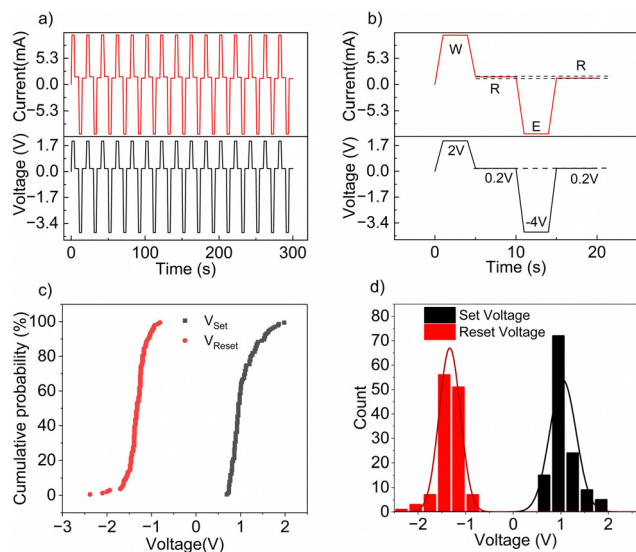 a)
Current(mA)
5.3
0.0
−5.3
Voltage (V)
1.7
0.0
−1.7
−3.4
0 100 200 300
Time (s)
b)
Current(mA)
5.3
0.0
−5.3
W
R
R
E
Voltage (V)
1.7
0.0
−1.7
−3.4
2V
0.2V
-4V
0.2V
0 10 20
Time (s)
c)
Cumulative probability (%)
100
80
60
40
20
0
V_Set
V_Reset
−3 −2 −1 0 1 2 3
Voltage(V)
d)
Count
80
70
60
50
40
30
20
10
0
Set Voltage
Reset Voltage
−2 −1 0 1 2
Voltage (V)